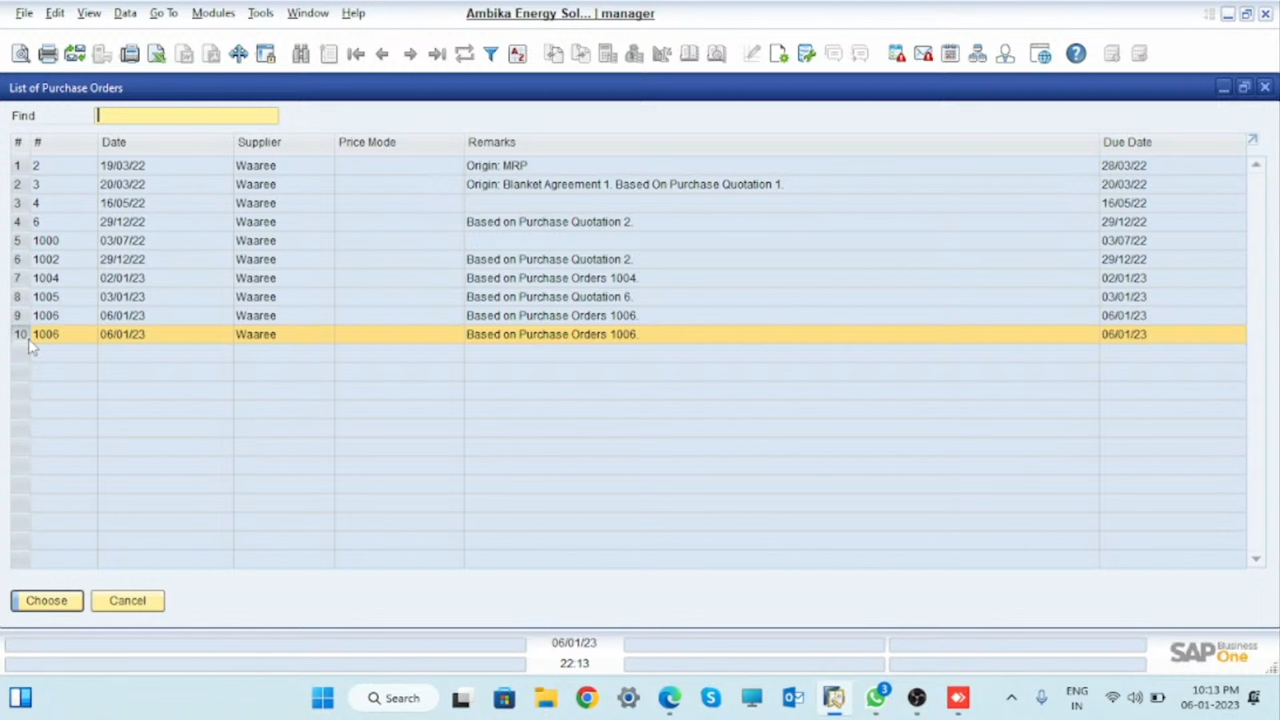 File Edit View Data Go To Modules Tools Window Help Ambika Energy Sol... | manager
List of Purchase Orders
Find
# # Date Supplier Price Mode Remarks Due Date
1 2 19/03/22 Waaree Origin: MRP 28/03/22
2 3 20/03/22 Waaree Origin: Blanket Agreement 1. Based On Purchase Quotation 1. 20/03/22
3 4 16/05/22 Waaree 16/05/22
4 6 29/12/22 Waaree Based on Purchase Quotation 2. 29/12/22
5 1000 03/07/22 Waaree 03/07/22
6 1002 29/12/22 Waaree Based on Purchase Quotation 2. 29/12/22
7 1004 02/01/23 Waaree Based on Purchase Orders 1004. 02/01/23
8 1005 03/01/23 Waaree Based on Purchase Quotation 6. 03/01/23
9 1006 06/01/23 Waaree Based on Purchase Orders 1006. 06/01/23
10 1006 06/01/23 Waaree Based on Purchase Orders 1006. 06/01/23
Choose Cancel
06/01/23
22:13
SAP Business One
Search 3 ENG IN 10:13 PM
06-01-2023